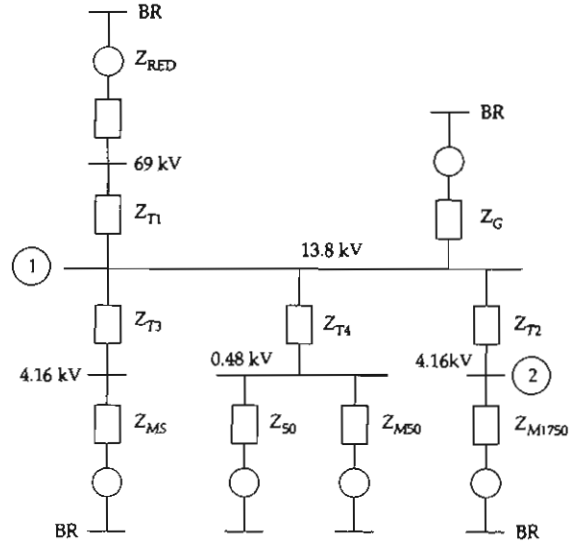 BR
Z_RED
BR
69 kV
Z_T1
Z_G
1
13.8 kV
Z_T3
Z_T4
Z_T2
4.16 kV
0.48 kV
4.16kV
2
Z_MS
Z_50
Z_M50
Z_M1750
BR
BR